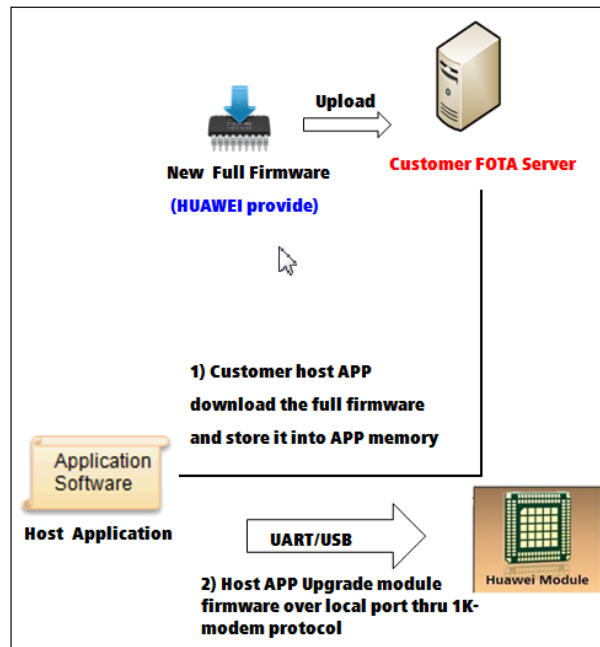 Upload
New Full Firmware
(HUAWEI provide)
Customer FOTA Server
1) Customer host APP
download the full firmware
and store it into APP memory
Application
Software
Host Application
UART/USB
Huawei Module
2) Host APP Upgrade module
firmware over local port thru 1K-
modem protocol